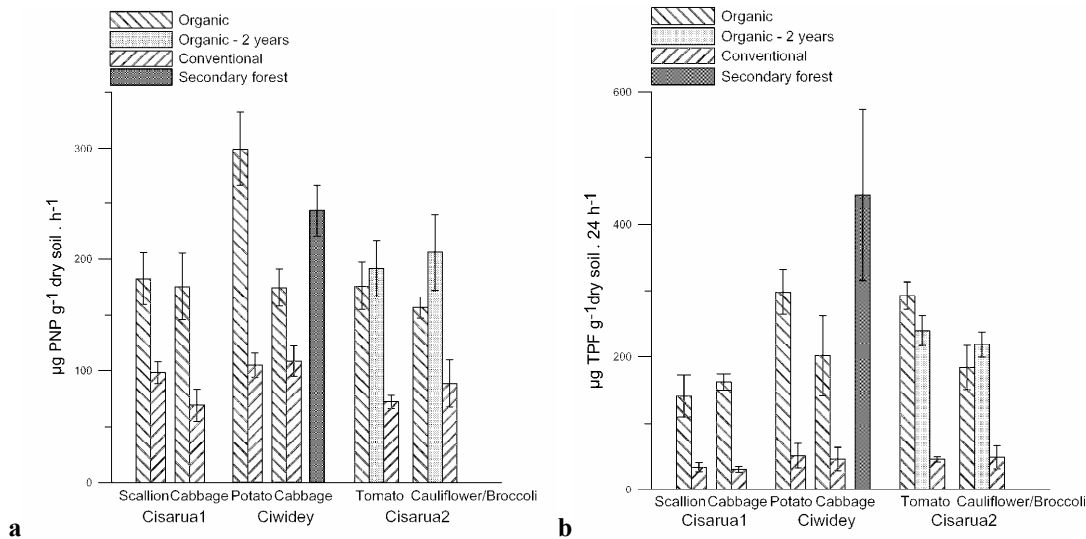 Organic
Organic - 2 years
Conventional
Secondary forest
µg PNP g-1 dry soil . h-1
300
200
100
0
Scallion Cabbage Potato Cabbage Tomato Cauliflower/Broccoli
Cisarua1 Ciwidey Cisarua2
a
Organic
Organic - 2 years
Conventional
Secondary forest
µg TPF g-1dry soil . 24 h-1
600
400
200
0
Scallion Cabbage Potato Cabbage Tomato Cauliflower/Broccoli
Cisarua1 Ciwidey Cisarua2
b